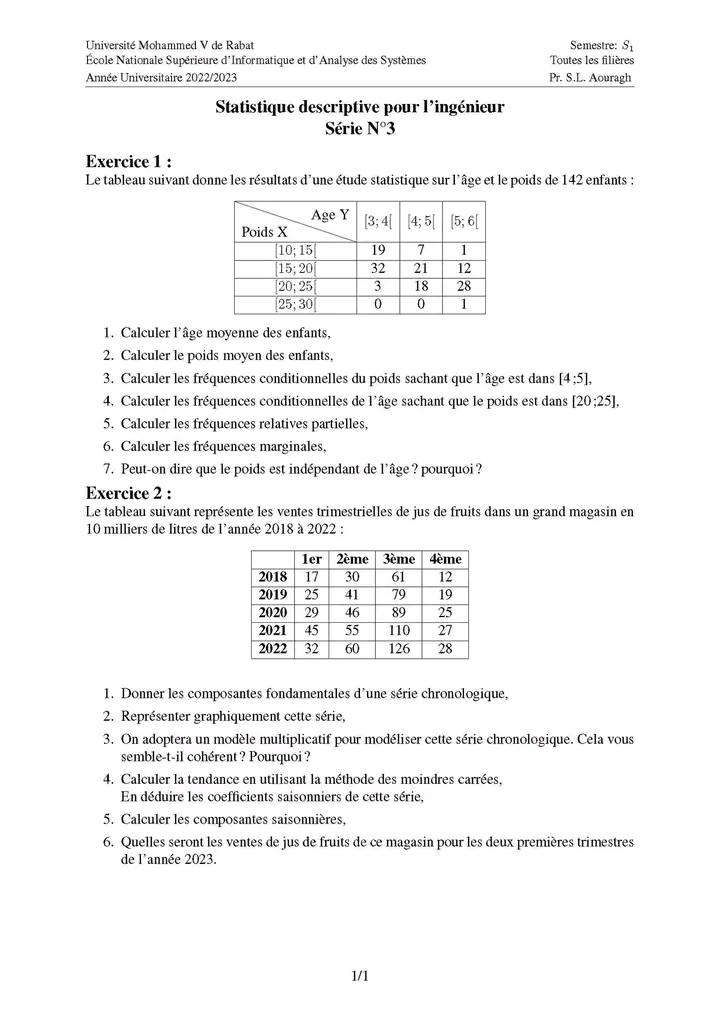 Université Mohammed V de Rabat Semestre: S₁
École Nationale Supérieure d'Informatique et d'Analyse des Systèmes Toutes les filières
Année Universitaire 2022/2023 Pr. S.L. Aouragh
Statistique descriptive pour l'ingénieur
Série N°3
Exercice 1 :
Le tableau suivant donne les résultats d'une étude statistique sur l'âge et le poids de 142 enfants :
Age Y [3; 4[ [4; 5[ [5; 6[
Poids X
[10; 15[ 19 7 1
[15; 20[ 32 21 12
[20; 25[ 3 18 28
[25; 30[ 0 0 1
1. Calculer l'âge moyenne des enfants,
2. Calculer le poids moyen des enfants,
3. Calculer les fréquences conditionnelles du poids sachant que l'âge est dans [4 ;5],
4. Calculer les fréquences conditionnelles de l'âge sachant que le poids est dans [20 ;25],
5. Calculer les fréquences relatives partielles,
6. Calculer les fréquences marginales,
7. Peut-on dire que le poids est indépendant de l'âge ? pourquoi ?
Exercice 2 :
Le tableau suivant représente les ventes trimestrielles de jus de fruits dans un grand magasin en
10 milliers de litres de l'année 2018 à 2022 :
1er 2ème 3ème 4ème
2018 17 30 61 12
2019 25 41 79 19
2020 29 46 89 25
2021 45 55 110 27
2022 32 60 126 28
1. Donner les composantes fondamentales d'une série chronologique,
2. Représenter graphiquement cette série,
3. On adoptera un modèle multiplicatif pour modéliser cette série chronologique. Cela vous
semble-t-il cohérent ? Pourquoi ?
4. Calculer la tendance en utilisant la méthode des moindres carrées,
En déduire les coefficients saisonniers de cette série,
5. Calculer les composantes saisonnières,
6. Quelles seront les ventes de jus de fruits de ce magasin pour les deux premières trimestres
de l'année 2023.
1/1